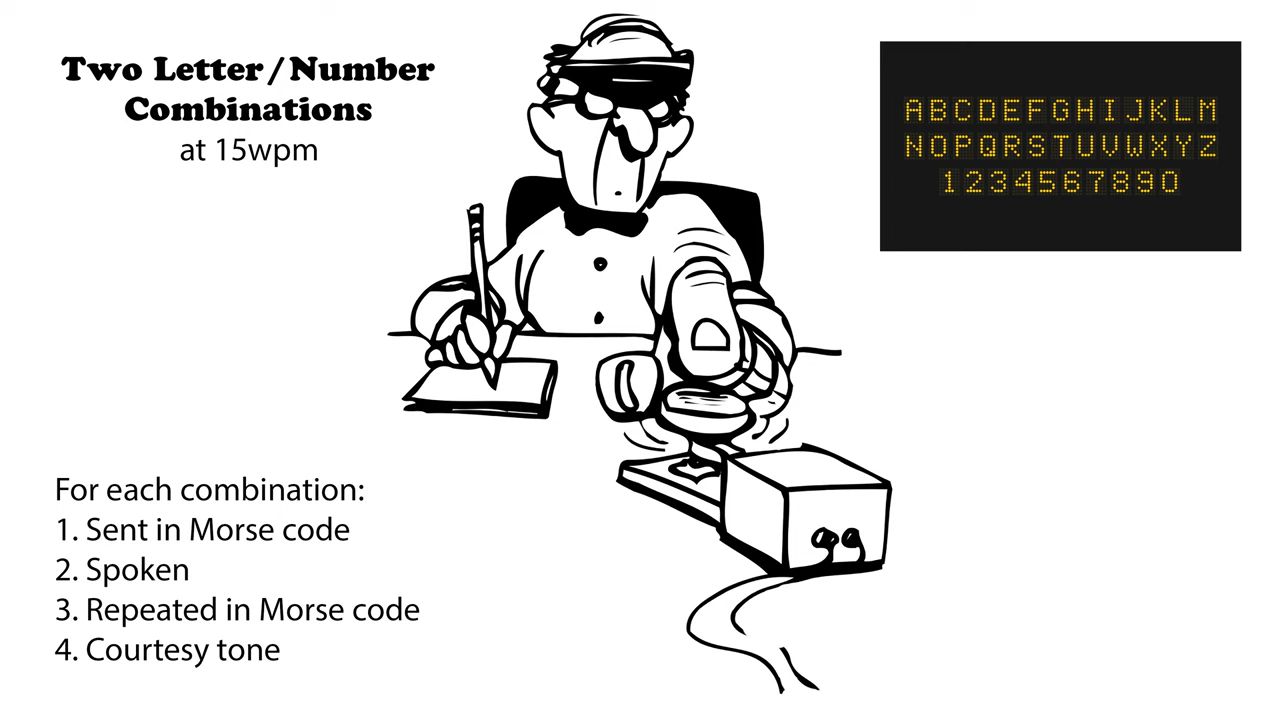 Two Letter/Number
Combinations
at 15wpm
ABCDEFGHIJKLM
NOPQRSTUVWXYZ
1234567890
For each combination:
1. Sent in Morse code
2. Spoken
3. Repeated in Morse code
4. Courtesy tone